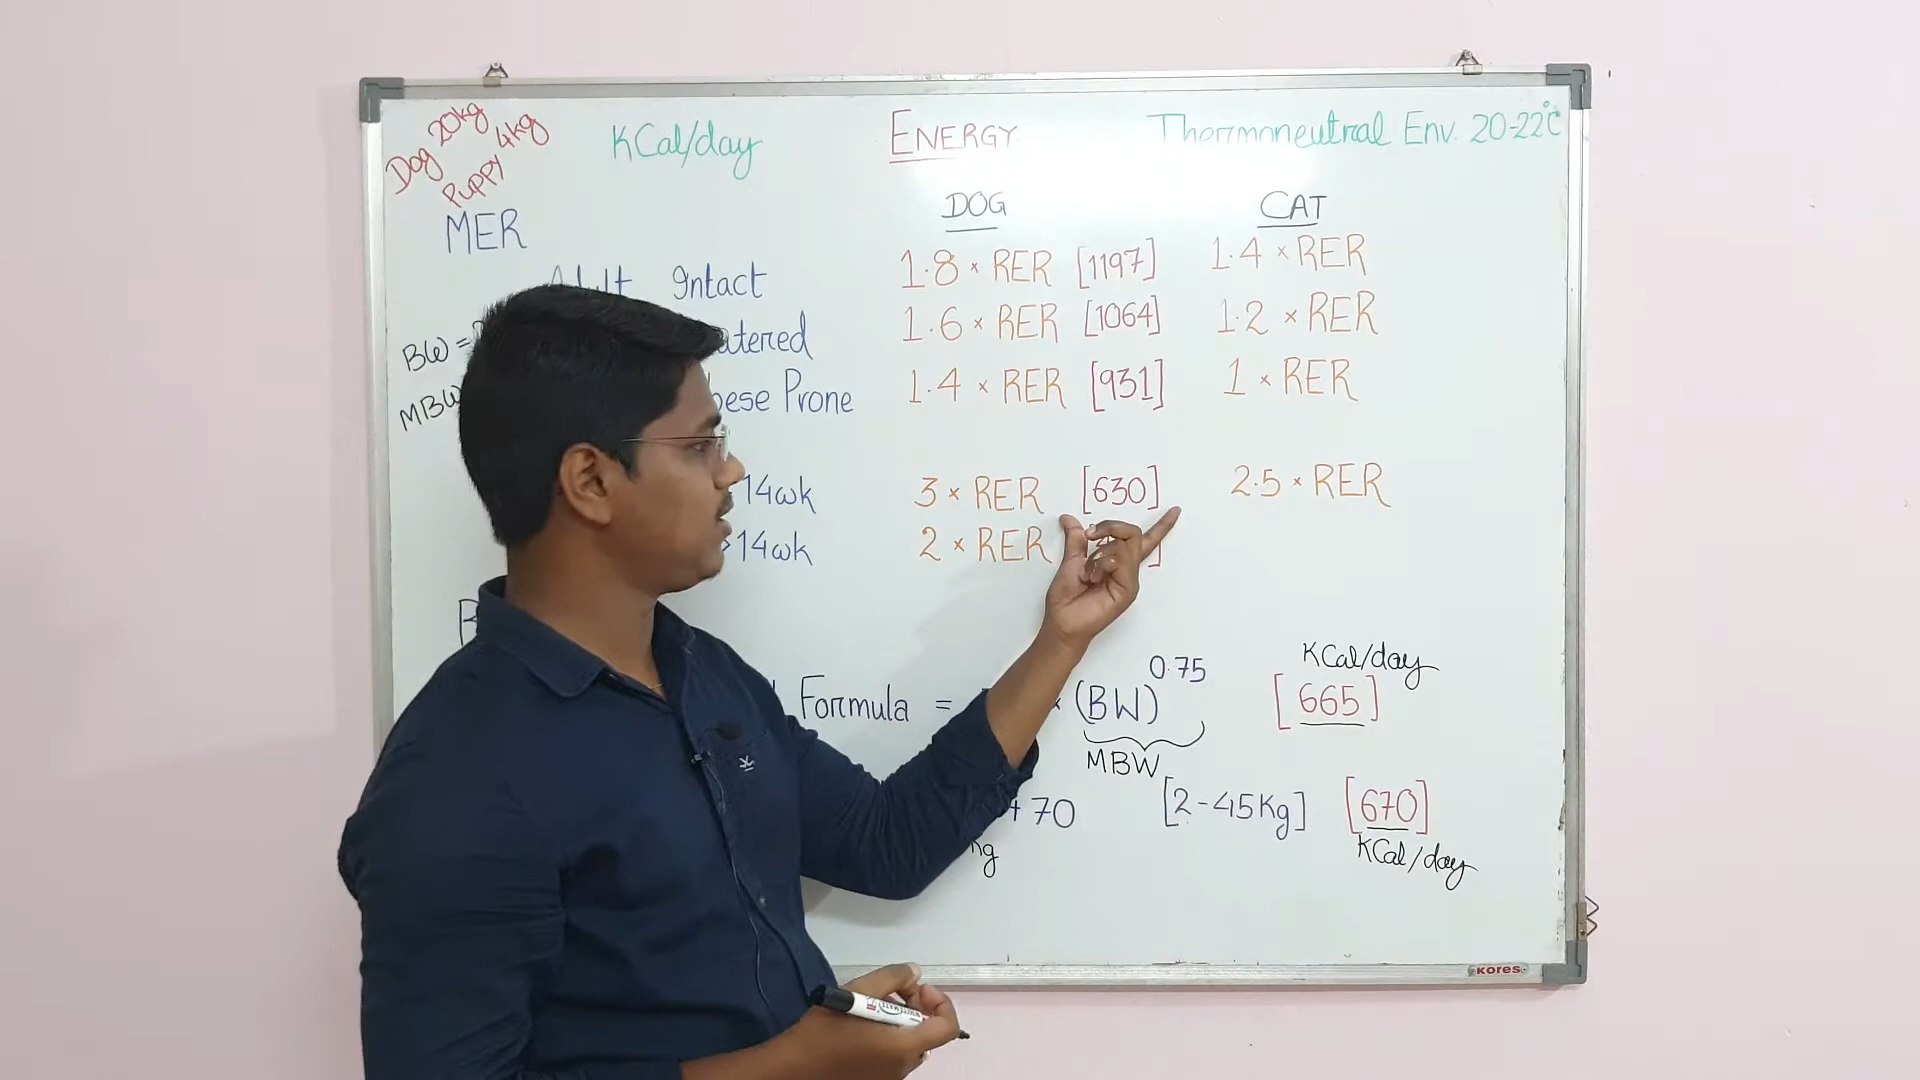 Dog 20kg
Puppy 4kg
KCal/day
ENERGY
Thermoneutral Env. 20-22°C
MER
DOG
CAT
Intact 1.8 × RER [1197] 1.4 × RER
1.6 × RER [1064] 1.2 × RER
BW =
Prone 1.4 × RER [931] 1 × RER
MBW
14wk 3 × RER [630] 2.5 × RER
>14wk 2 × RER
Formula = (BW)^0.75 [665] KCal/day
MBW
+ 70 [2-45Kg] [670]
KCal/day
kores